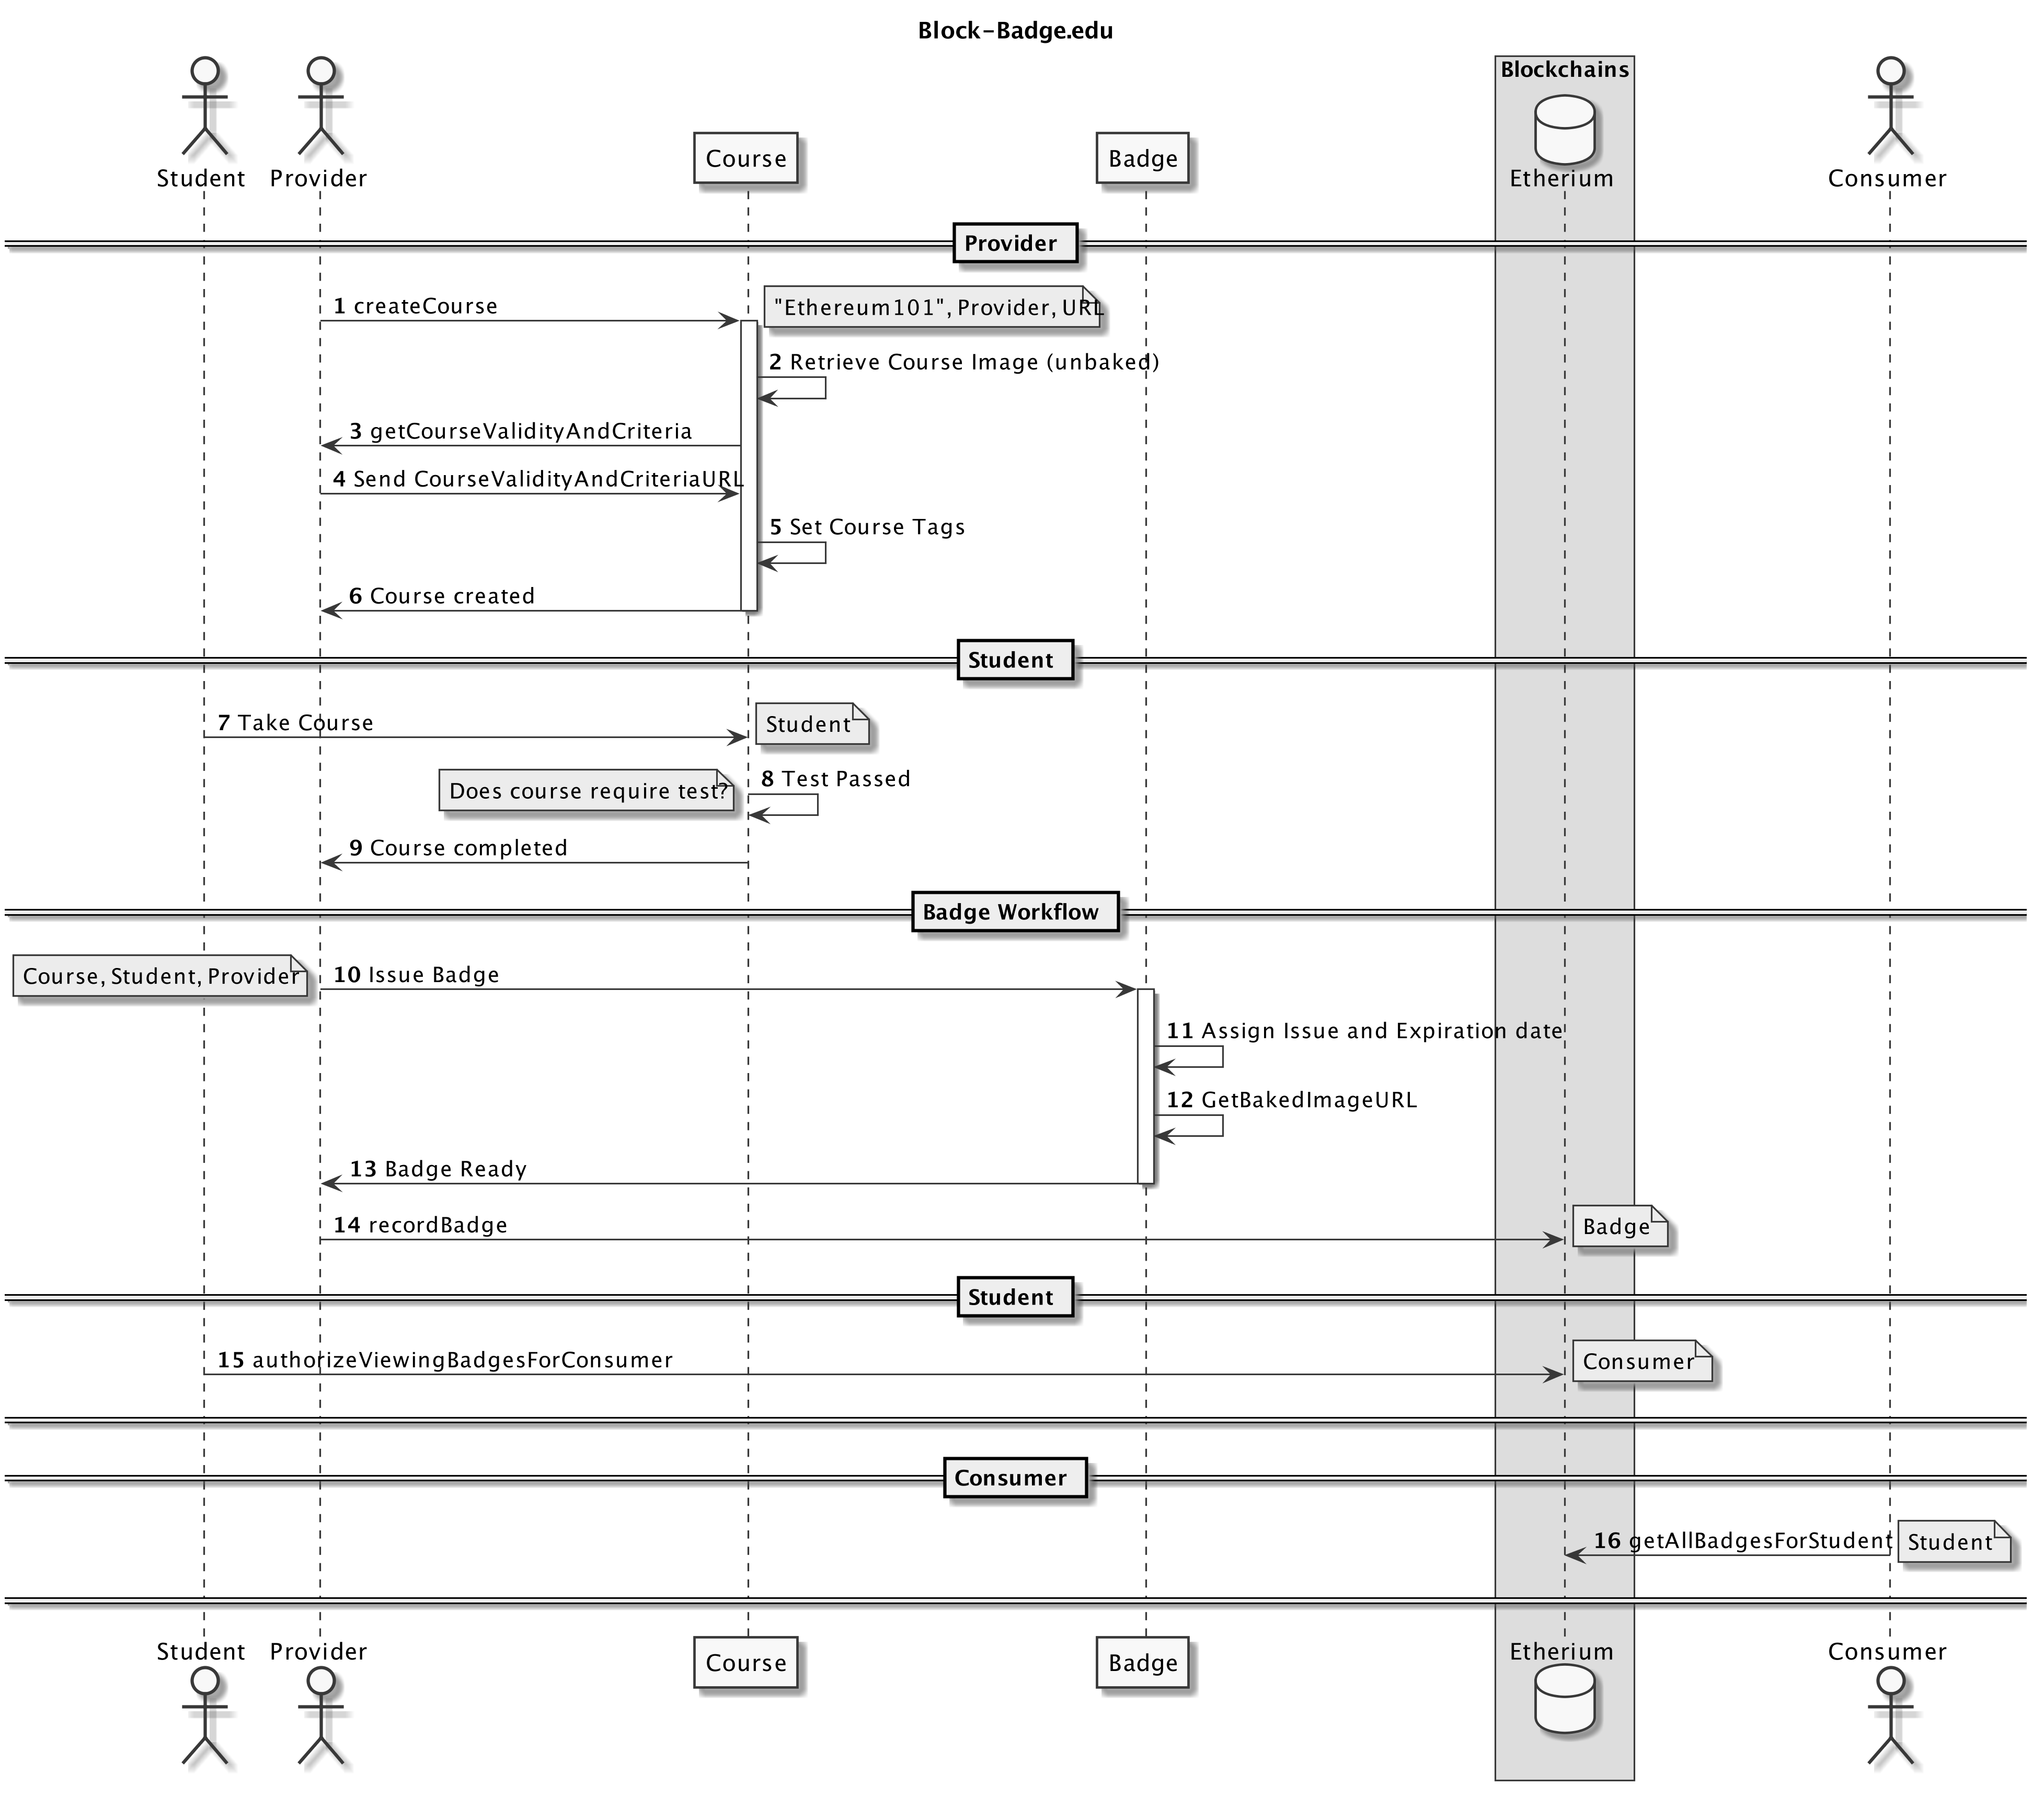 Block-Badge.edu
Blockchains
Student
Provider
Course
Badge
Etherium
Consumer
Provider
1 createCourse
"Ethereum101", Provider, URL
2 Retrieve Course Image (unbaked)
3 getCourseValidityAndCriteria
4 Send CourseValidityAndCriteriaURL
5 Set Course Tags
6 Course created
Student
7 Take Course
Student
Does course require test?
8 Test Passed
9 Course completed
Badge Workflow
Course, Student, Provider
10 Issue Badge
11 Assign Issue and Expiration date
12 GetBakedImageURL
13 Badge Ready
14 recordBadge
Badge
Student
15 authorizeViewingBadgesForConsumer
Consumer
Consumer
16 getAllBadgesForStudent
Student
Student
Provider
Course
Badge
Etherium
Consumer